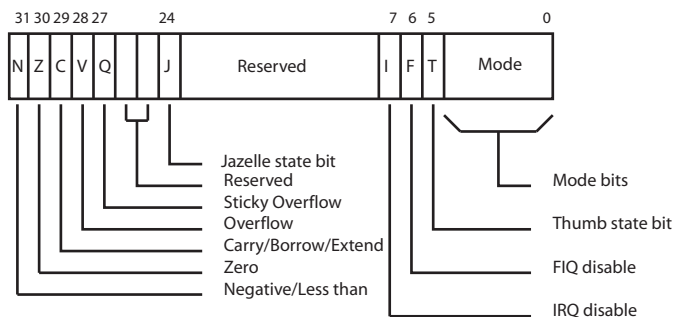 31 30 29 28 27 24 7 6 5 0
N Z C V Q J Reserved I F T Mode
Jazelle state bit
Reserved Mode bits
Sticky Overflow
Overflow Thumb state bit
Carry/Borrow/Extend
Zero FIQ disable
Negative/Less than
IRQ disable